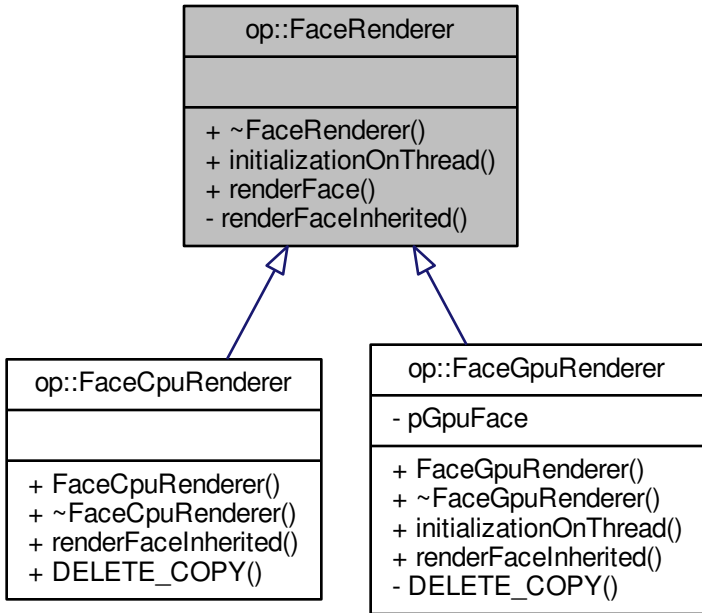 op::FaceRenderer
+ ~FaceRenderer()
+ initializationOnThread()
+ renderFace()
- renderFaceInherited()
op::FaceCpuRenderer
+ FaceCpuRenderer()
+ ~FaceCpuRenderer()
+ renderFaceInherited()
+ DELETE_COPY()
op::FaceGpuRenderer
- pGpuFace
+ FaceGpuRenderer()
+ ~FaceGpuRenderer()
+ initializationOnThread()
+ renderFaceInherited()
- DELETE_COPY()